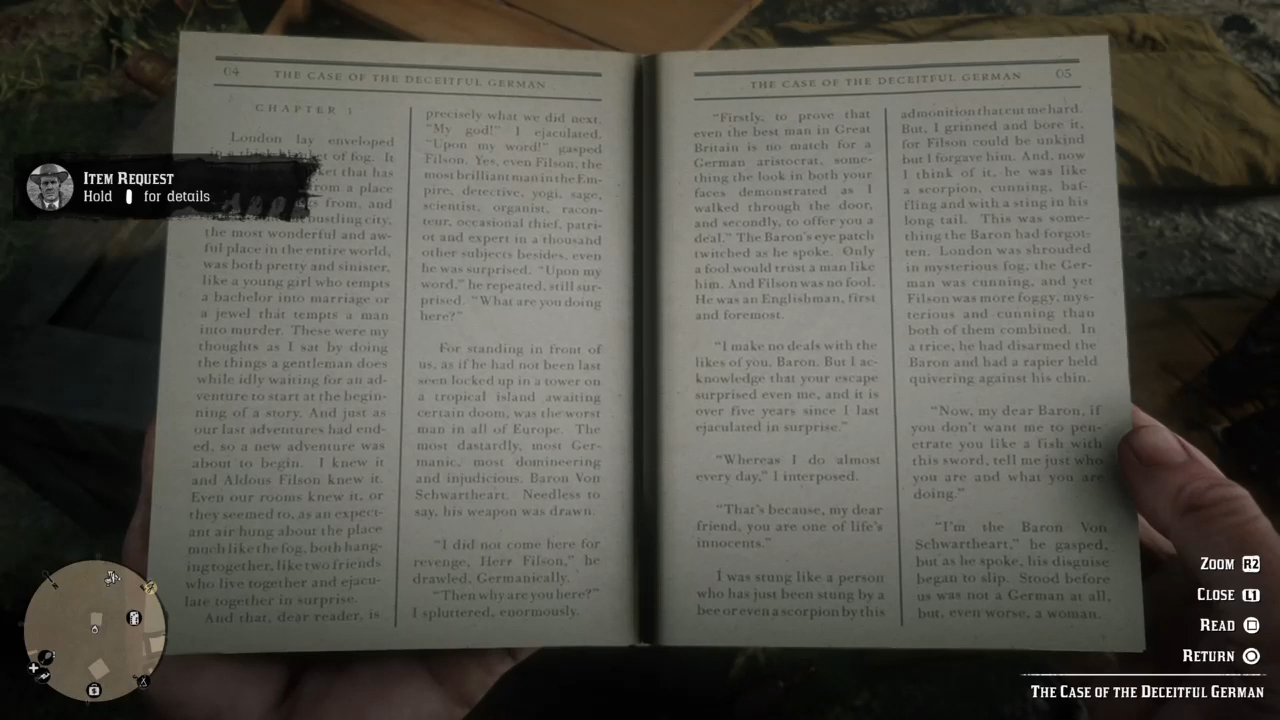 04
THE CASE OF THE DECEITFUL GERMAN
CHAPTER
London lay enveloped
of fog. It
ket that has
from a place
from, and
bustling city,
the most wonderful and aw-
ful place in the entire world,
was both pretty and sinister,
like a young girl who tempts
a bachelor into marriage or
a jewel that tempts a man
into murder. These were my
thoughts as I sat by doing
the things a gentleman does
while idly waiting for an ad-
venture to start at the begin-
ning of a story. And just as
our last adventures had end-
ed, so a new adventure was
about to begin. I knew it
and Aldous Filson knew it.
Even our rooms knew it, or
they seemed to, as an expect-
ant air hung about the place
much like the fog, both hang-
ing together, like two friends
who live together and ejacu-
late together in surprise.
And that, dear reader, is
precisely what we did next.
"My god!" I ejaculated.
"Upon my word!" gasped
Filson. Yes, even Filson, the
most brilliant man in the Em-
pire, detective, yogi, sage,
scientist, organist, racon-
teur, occasional thief, patri-
ot and expert in a thousand
other subjects besides, even
he was surprised. "Upon my
word," he repeated, still sur-
prised. "What are you doing
here?"
For standing in front of
us, as if he had not been last
seen locked up in a tower on
a tropical island awaiting
certain doom, was the worst
man in all of Europe. The
most dastardly, most Ger-
manic, most domineering
and injudicious. Baron Von
Schwartheart. Needless to
say, his weapon was drawn.
"I did not come here for
revenge, Herr Filson," he
drawled, Germanically.
"Then why are you here?"
I spluttered, enormously.
THE CASE OF THE DECEITFUL GERMAN
05
"Firstly, to prove that
even the best man in Great
Britain is no match for a
German aristocrat, some-
thing the look in both your
faces demonstrated as I
walked through the door,
and secondly, to offer you a
deal." The Baron's eye patch
twitched as he spoke. Only
a fool would trust a man like
him. And Filson was no fool.
He was an Englishman, first
and foremost.
"I make no deals with the
likes of you, Baron. But I ac-
knowledge that your escape
surprised even me, and it is
over five years since I last
ejaculated in surprise."
"Whereas I do almost
every day," I interposed.
"That's because, my dear
friend, you are one of life's
innocents."
I was stung like a person
who has just been stung by a
bee or even a scorpion by this
admonition that cut me hard.
But, I grinned and bore it,
for Filson could be unkind
but I forgave him. And, now
I think of it, he was like
a scorpion, cunning, baf-
fling and with a sting in his
long tail. This was some-
thing the Baron had forgot-
ten. London was shrouded
in mysterious fog, the Ger-
man was cunning, and yet
Filson was more foggy, mys-
terious and cunning than
both of them combined. In
a trice, he had disarmed the
Baron and had a rapier held
quivering against his chin.
"Now, my dear Baron, if
you don't want me to pen-
etrate you like a fish with
this sword, tell me just who
you are and what you are
doing."
"I'm the Baron Von
Schwartheart," he gasped,
but as he spoke, his disguise
began to slip. Stood before
us was not a German at all,
but, even worse, a woman.
ITEM REQUEST
Hold for details
ZOOM R2
CLOSE L1
READ
RETURN
THE CASE OF THE DECEITFUL GERMAN